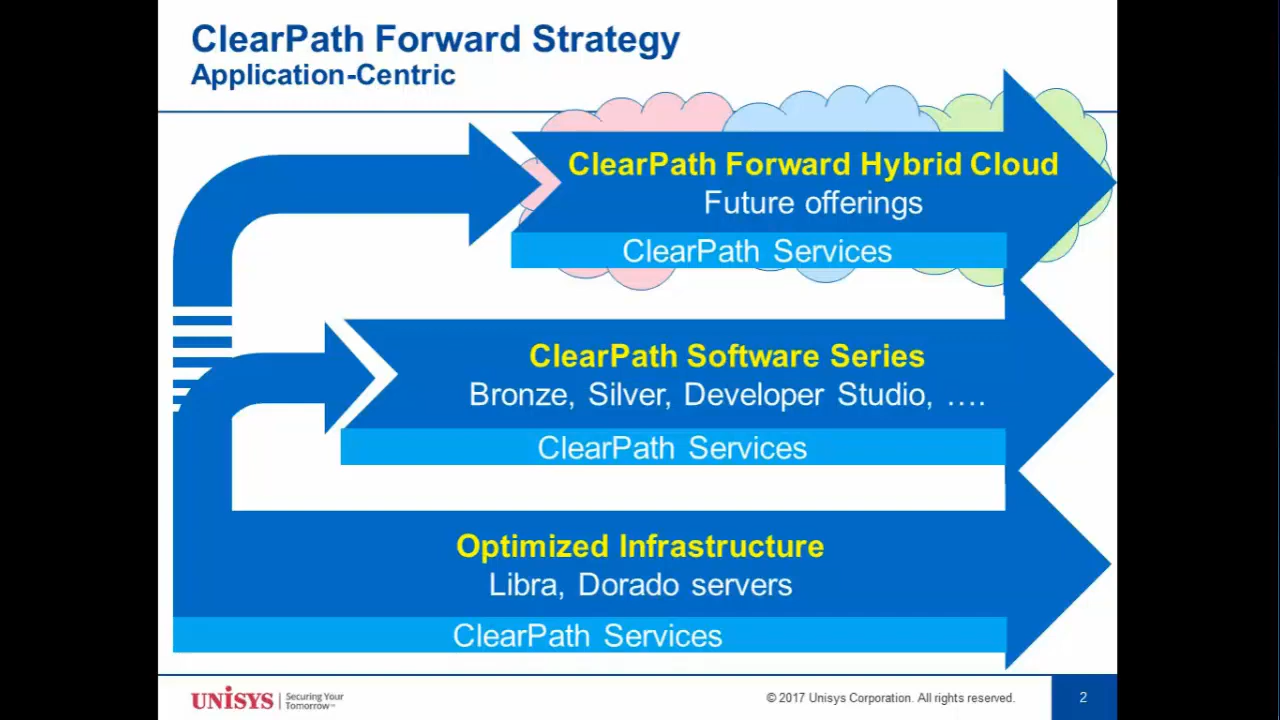 ClearPath Forward Strategy
Application-Centric
ClearPath Forward Hybrid Cloud
Future offerings
ClearPath Services
ClearPath Software Series
Bronze, Silver, Developer Studio, ....
ClearPath Services
Optimized Infrastructure
Libra, Dorado servers
ClearPath Services
UNISYS
Securing Your
Tomorrow™
© 2017 Unisys Corporation. All rights reserved.
2